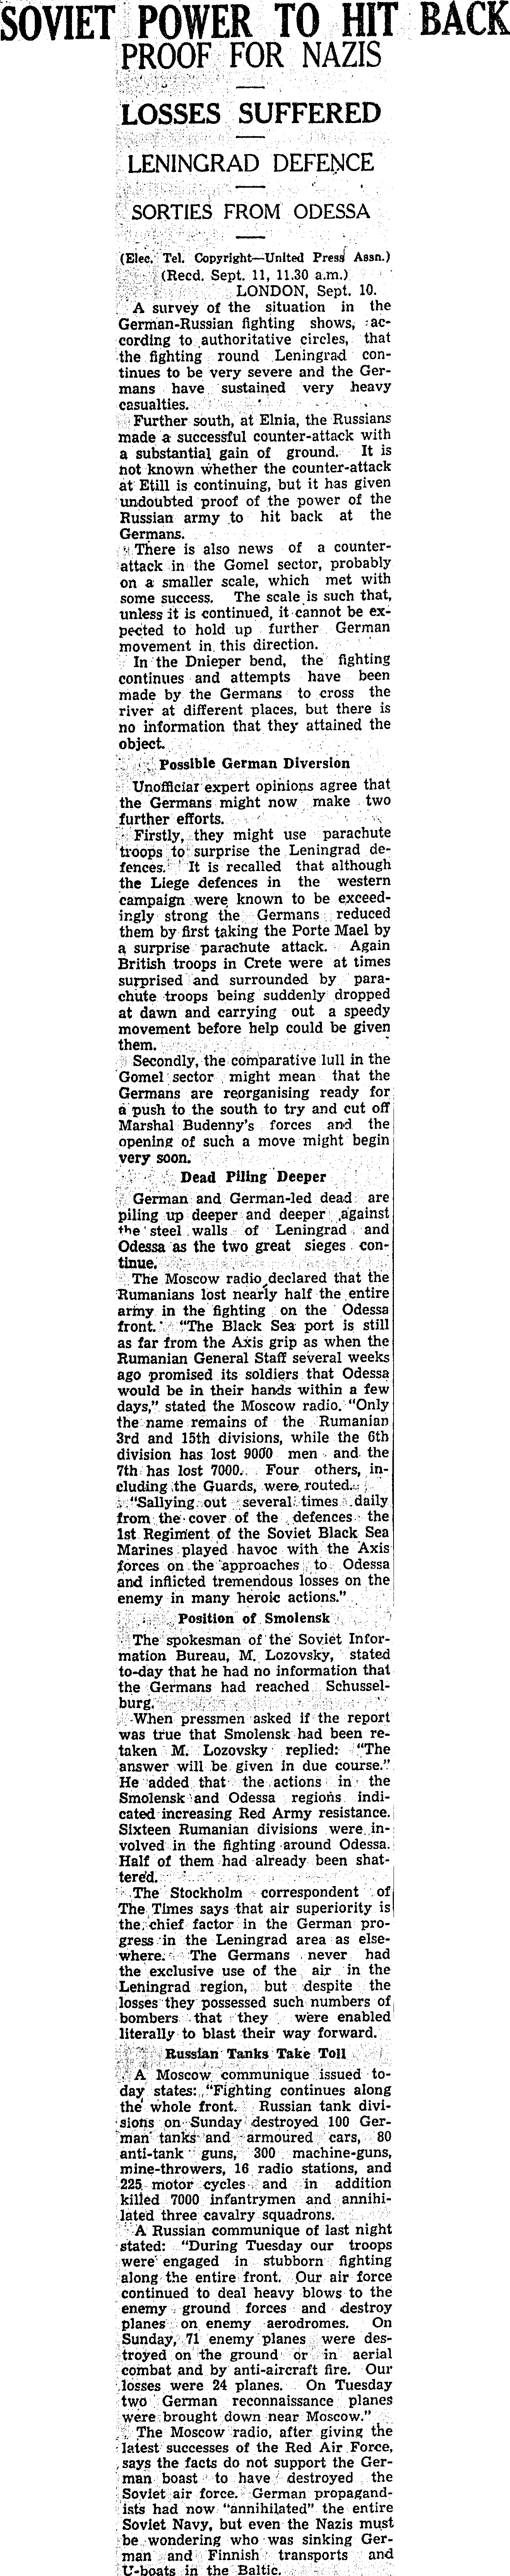 SOVIET POWER TO HIT BACK
PROOF FOR NAZIS
LOSSES SUFFERED
LENINGRAD DEFENCE
SORTIES FROM ODESSA
(Elec. Tel. Copyright—United Press Assn.)
(Recd. Sept. 11, 11.30 a.m.)
LONDON, Sept. 10.
A survey of the situation in the
German-Russian fighting shows, ac-
cording to authoritative circles, that
the fighting round Leningrad con-
tinues to be very severe and the Ger-
mans have sustained very heavy
casualties.
Further south, at Elnia, the Russians
made a successful counter-attack with
a substantial gain of ground. It is
not known whether the counter-attack
at Etill is continuing, but it has given
undoubted proof of the power of the
Russian army to hit back at the
Germans.
There is also news of a counter-
attack in the Gomel sector, probably
on a smaller scale, which met with
some success. The scale is such that,
unless it is continued, it cannot be ex-
pected to hold up further German
movement in this direction.
In the Dnieper bend, the fighting
continues and attempts have been
made by the Germans to cross the
river at different places, but there is
no information that they attained the
object.
Possible German Diversion
Unofficial expert opinions agree that
the Germans might now make two
further efforts.
Firstly, they might use parachute
troops to surprise the Leningrad de-
fences. It is recalled that although
the Liege defences in the western
campaign were known to be exceed-
ingly strong the Germans reduced
them by first taking the Porte Mael by
a surprise parachute attack. Again
British troops in Crete were at times
surprised and surrounded by para-
chute troops being suddenly dropped
at dawn and carrying out a speedy
movement before help could be given
them.
Secondly, the comparative lull in the
Gomel sector might mean that the
Germans are reorganising ready for
a push to the south to try and cut off
Marshal Budenny's forces and the
opening of such a move might begin
very soon.
Dead Piling Deeper
German and German-led dead are
piling up deeper and deeper against
the steel walls of Leningrad and
Odessa as the two great sieges con-
tinue.
The Moscow radio declared that the
Rumanians lost nearly half the entire
army in the fighting on the Odessa
front. "The Black Sea port is still
as far from the Axis grip as when the
Rumanian General Staff several weeks
ago promised its soldiers that Odessa
would be in their hands within a few
days," stated the Moscow radio. "Only
the name remains of the Rumanian
3rd and 15th divisions, while the 6th
division has lost 9000 men and the
7th has lost 7000. Four others, in-
cluding the Guards, were routed.
"Sallying out several times daily
from the cover of the defences the
1st Regiment of the Soviet Black Sea
Marines played havoc with the Axis
forces on the approaches to Odessa
and inflicted tremendous losses on the
enemy in many heroic actions."
Position of Smolensk
The spokesman of the Soviet Infor-
mation Bureau, M. Lozovsky, stated
to-day that he had no information that
the Germans had reached Schussel-
burg.
When pressmen asked if the report
was true that Smolensk had been re-
taken M. Lozovsky replied: "The
answer will be given in due course."
He added that the actions in the
Smolensk and Odessa regions indi-
cated increasing Red Army resistance.
Sixteen Rumanian divisions were in-
volved in the fighting around Odessa.
Half of them had already been shat-
tered.
The Stockholm correspondent of
The Times says that air superiority is
the chief factor in the German pro-
gress in the Leningrad area as else-
where. The Germans never had
the exclusive use of the air in the
Leningrad region, but despite the
losses they possessed such numbers of
bombers that they were enabled
literally to blast their way forward.
Russian Tanks Take Toll
A Moscow communique issued to-
day states: "Fighting continues along
the whole front. Russian tank divi-
sions on Sunday destroyed 100 Ger-
man tanks and armoured cars, 80
anti-tank guns, 300 machine-guns,
mine-throwers, 16 radio stations, and
225 motor cycles and in addition
killed 7000 infantrymen and annihi-
lated three cavalry squadrons.
A Russian communique of last night
stated: "During Tuesday our troops
were engaged in stubborn fighting
along the entire front. Our air force
continued to deal heavy blows to the
enemy ground forces and destroy
planes on enemy aerodromes. On
Sunday, 71 enemy planes were des-
troyed on the ground or in aerial
combat and by anti-aircraft fire. Our
losses were 24 planes. On Tuesday
two German reconnaissance planes
were brought down near Moscow."
The Moscow radio, after giving the
latest successes of the Red Air Force,
says the facts do not support the Ger-
man boast to have destroyed the
Soviet air force. German propagand-
ists had now "annihilated" the entire
Soviet Navy, but even the Nazis must
be wondering who was sinking Ger-
man and Finnish transports and
U-boats in the Baltic.